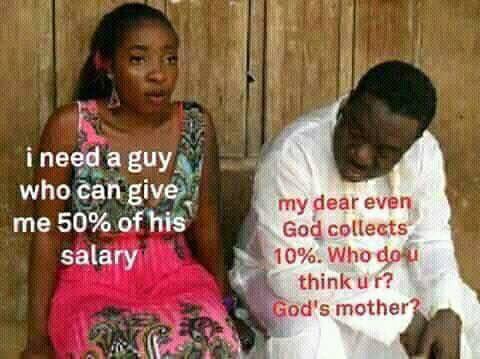 i need a guy
who can give
me 50% of his
salary
my dear even
God collects
10%. Who do u
think u r?
God's mother?